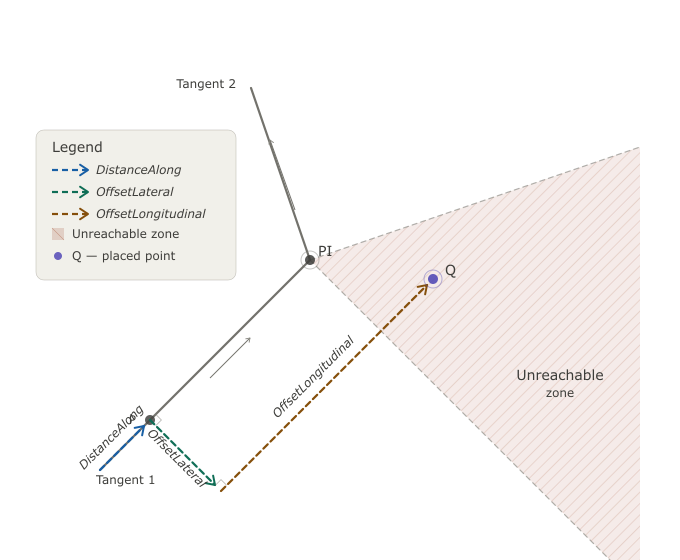 Tangent 2
Legend
DistanceAlong
OffsetLateral
OffsetLongitudinal
Unreachable zone
Q — placed point
PI
Q
OffsetLongitudinal
Unreachable
zone
DistanceAlong
OffsetLateral
Tangent 1